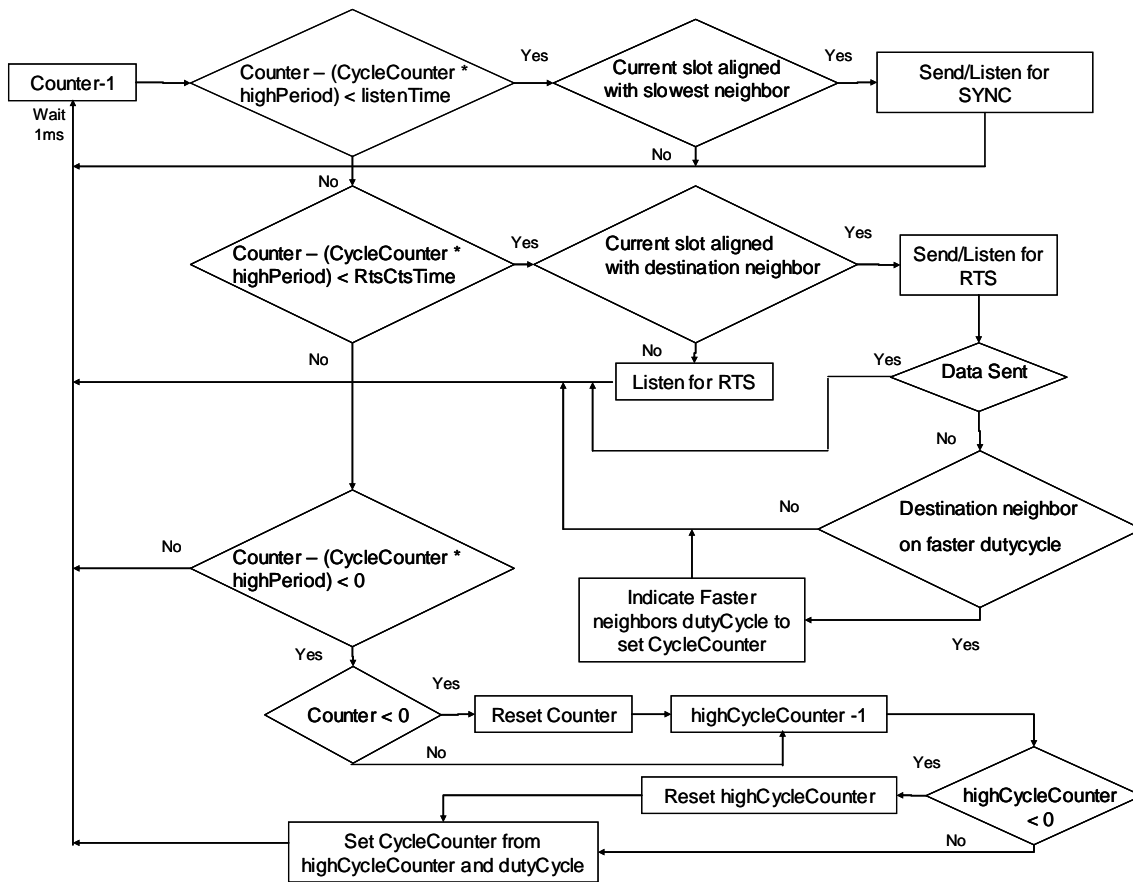 Counter-1
Wait
1ms
Counter – (CycleCounter *
highPeriod) < listenTime
Yes
Current slot aligned
with slowest neighbor
Yes
Send/Listen for
SYNC
No
No
Counter – (CycleCounter *
highPeriod) < RtsCtsTime
Yes
Current slot aligned
with destination neighbor
Yes
Send/Listen for
RTS
No
No
Listen for RTS
Yes
Data Sent
No
Destination neighbor
on faster dutycycle
No
Yes
Indicate Faster
neighbors dutyCycle to
set CycleCounter
No
Counter – (CycleCounter *
highPeriod) < 0
Yes
Counter < 0
Yes
Reset Counter
highCycleCounter -1
No
Yes
highCycleCounter
< 0
Reset highCycleCounter
No
Set CycleCounter from
highCycleCounter and dutyCycle